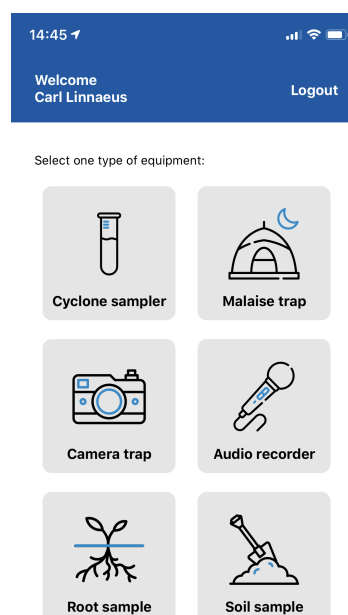 14:45
Welcome
Carl Linnaeus
Logout
Select one type of equipment:
Cyclone sampler
Malaise trap
Camera trap
Audio recorder
Root sample
Soil sample